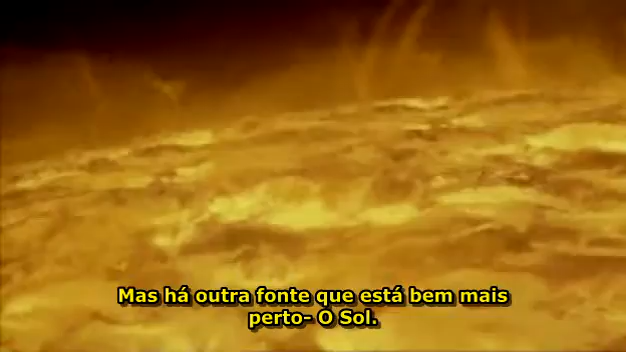 Mas há outra fonte que está bem mais
perto- O Sol.